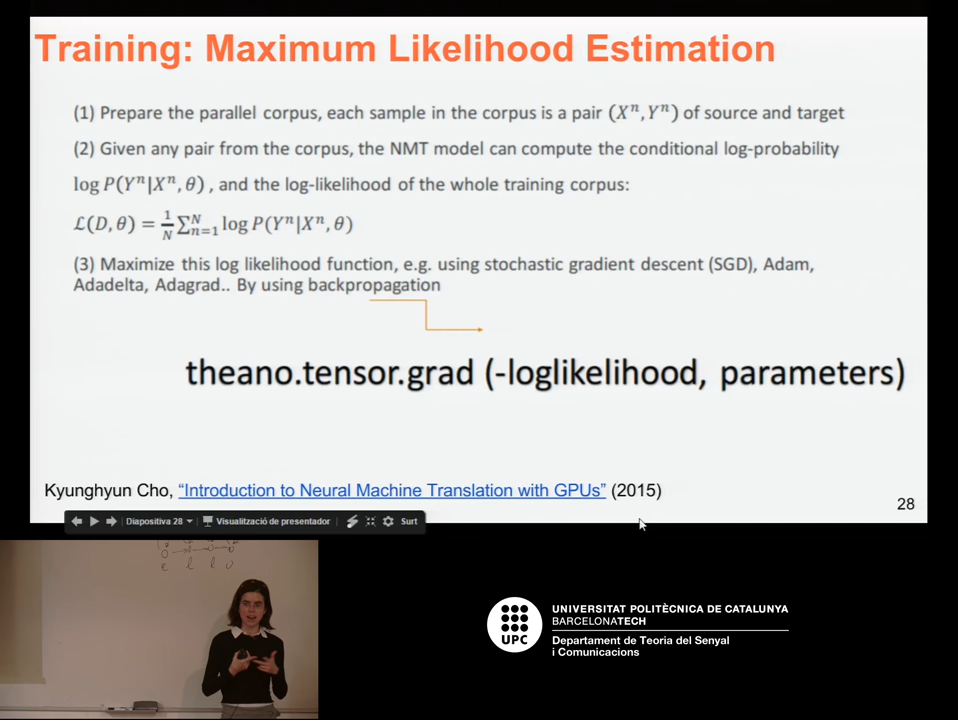 Training: Maximum Likelihood Estimation
(1) Prepare the parallel corpus, each sample in the corpus is a pair (Xⁿ,Yⁿ) of source and target
(2) Given any pair from the corpus, the NMT model can compute the conditional log-probability
log P(Yⁿ|Xⁿ, θ) , and the log-likelihood of the whole training corpus:
ℒ(D, θ) = 1/N ∑ₙ₌₁ᴺ log P(Yⁿ|Xⁿ, θ)
(3) Maximize this log likelihood function, e.g. using stochastic gradient descent (SGD), Adam,
Adadelta, Adagrad.. By using backpropagation
theano.tensor.grad (-loglikelihood, parameters)
Kyunghyun Cho, “Introduction to Neural Machine Translation with GPUs” (2015)
28
Diapositiva 28 Visualització de presentador Surt
e l l o
UPC
UNIVERSITAT POLITÈCNICA DE CATALUNYA
BARCELONATECH
Departament de Teoria del Senyal
i Comunicacions